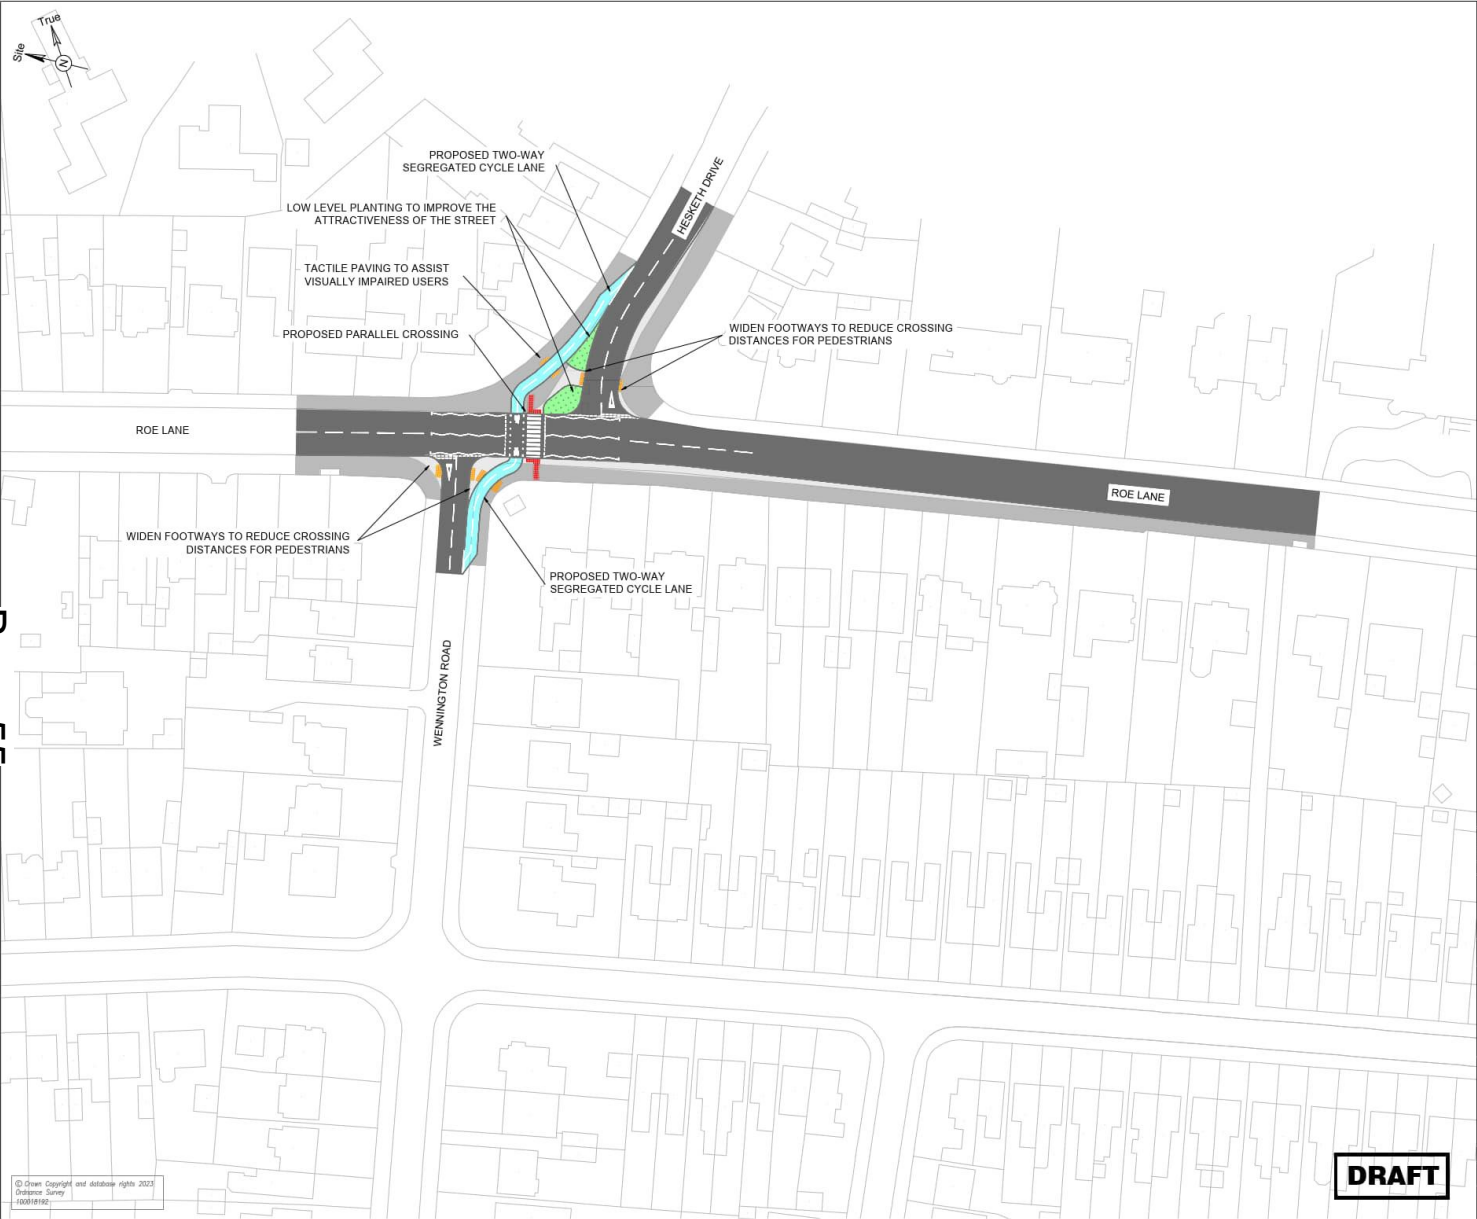 True
Site
N
PROPOSED TWO-WAY
SEGREGATED CYCLE LANE
HESKETH DRIVE
LOW LEVEL PLANTING TO IMPROVE THE
ATTRACTIVENESS OF THE STREET
TACTILE PAVING TO ASSIST
VISUALLY IMPAIRED USERS
PROPOSED PARALLEL CROSSING
WIDEN FOOTWAYS TO REDUCE CROSSING
DISTANCES FOR PEDESTRIANS
ROE LANE
ROE LANE
WIDEN FOOTWAYS TO REDUCE CROSSING
DISTANCES FOR PEDESTRIANS
PROPOSED TWO-WAY
SEGREGATED CYCLE LANE
WENNINGTON ROAD
© Crown Copyright and database rights 2023
Ordnance Survey
100018192
DRAFT